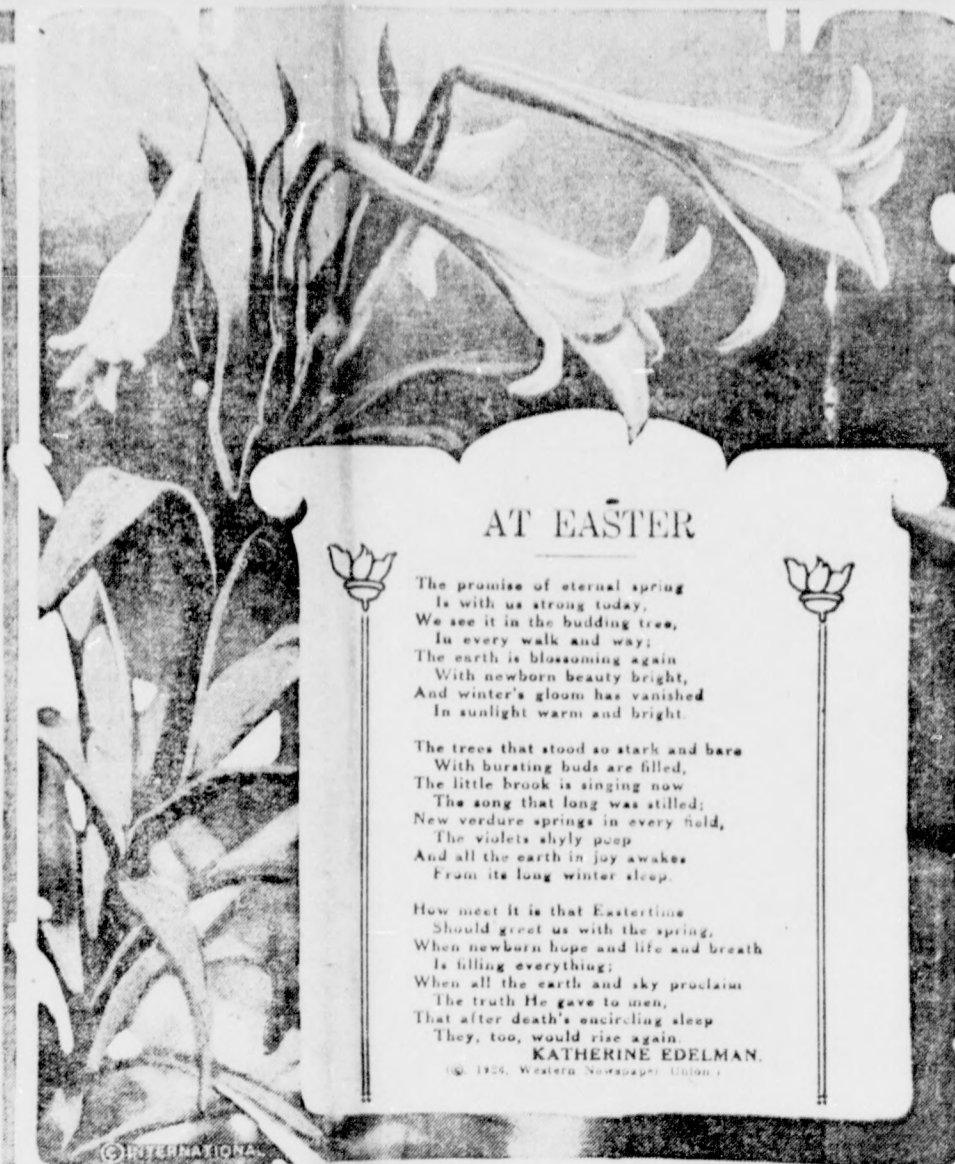 AT EASTER
The promise of eternal spring
Is with us strong today,
We see it in the budding tree,
In every walk and way;
The earth is blossoming again
With newborn beauty bright,
And winter's gloom has vanished
In sunlight warm and bright.
The trees that stood so stark and bare
With bursting buds are filled,
The little brook is singing now
The song that long was stilled;
New verdure springs in every field,
The violets shyly peep
And all the earth in joy awakes
From its long winter sleep.
How meet it is that Eastertime
Should greet us with the spring,
When newborn hope and life and breath
Is filling everything;
When all the earth and sky proclaim
The truth He gave to men,
That after death's encircling sleep
They, too, would rise again.
KATHERINE EDELMAN.
(©. Western Newspaper Union.)
© INTERNATIONAL